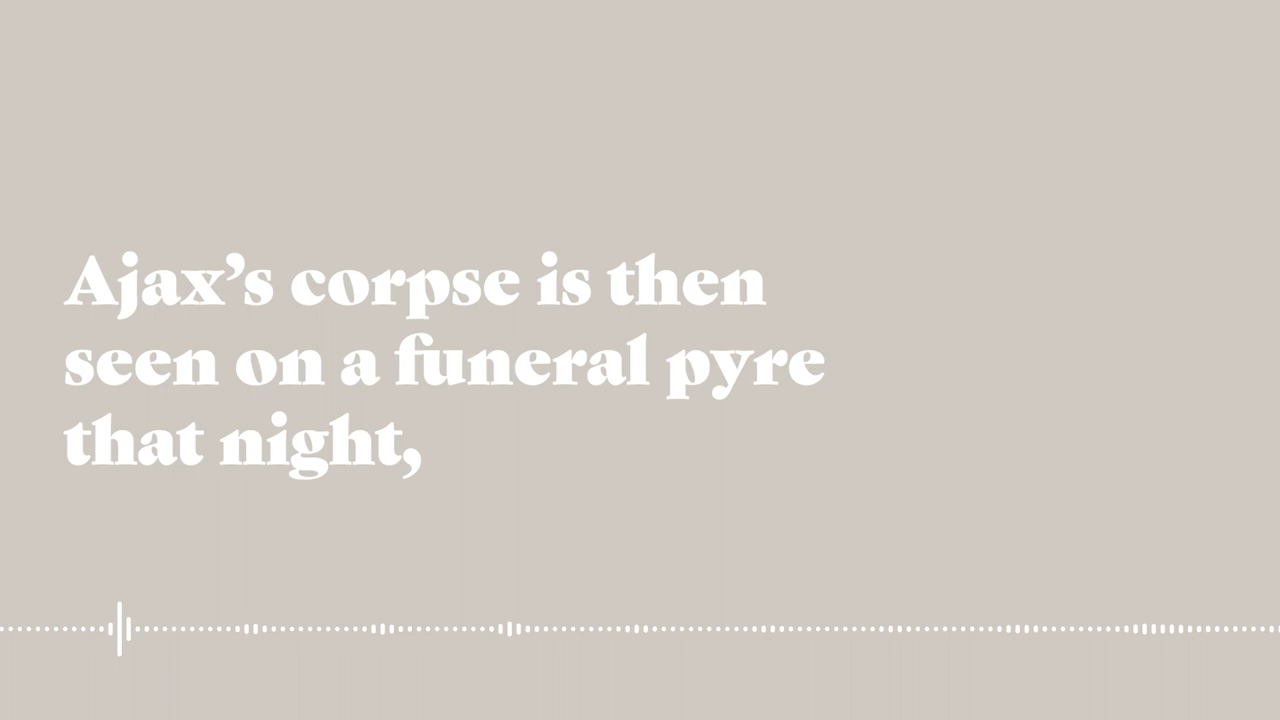 Ajax’s corpse is then
seen on a funeral pyre
that night,